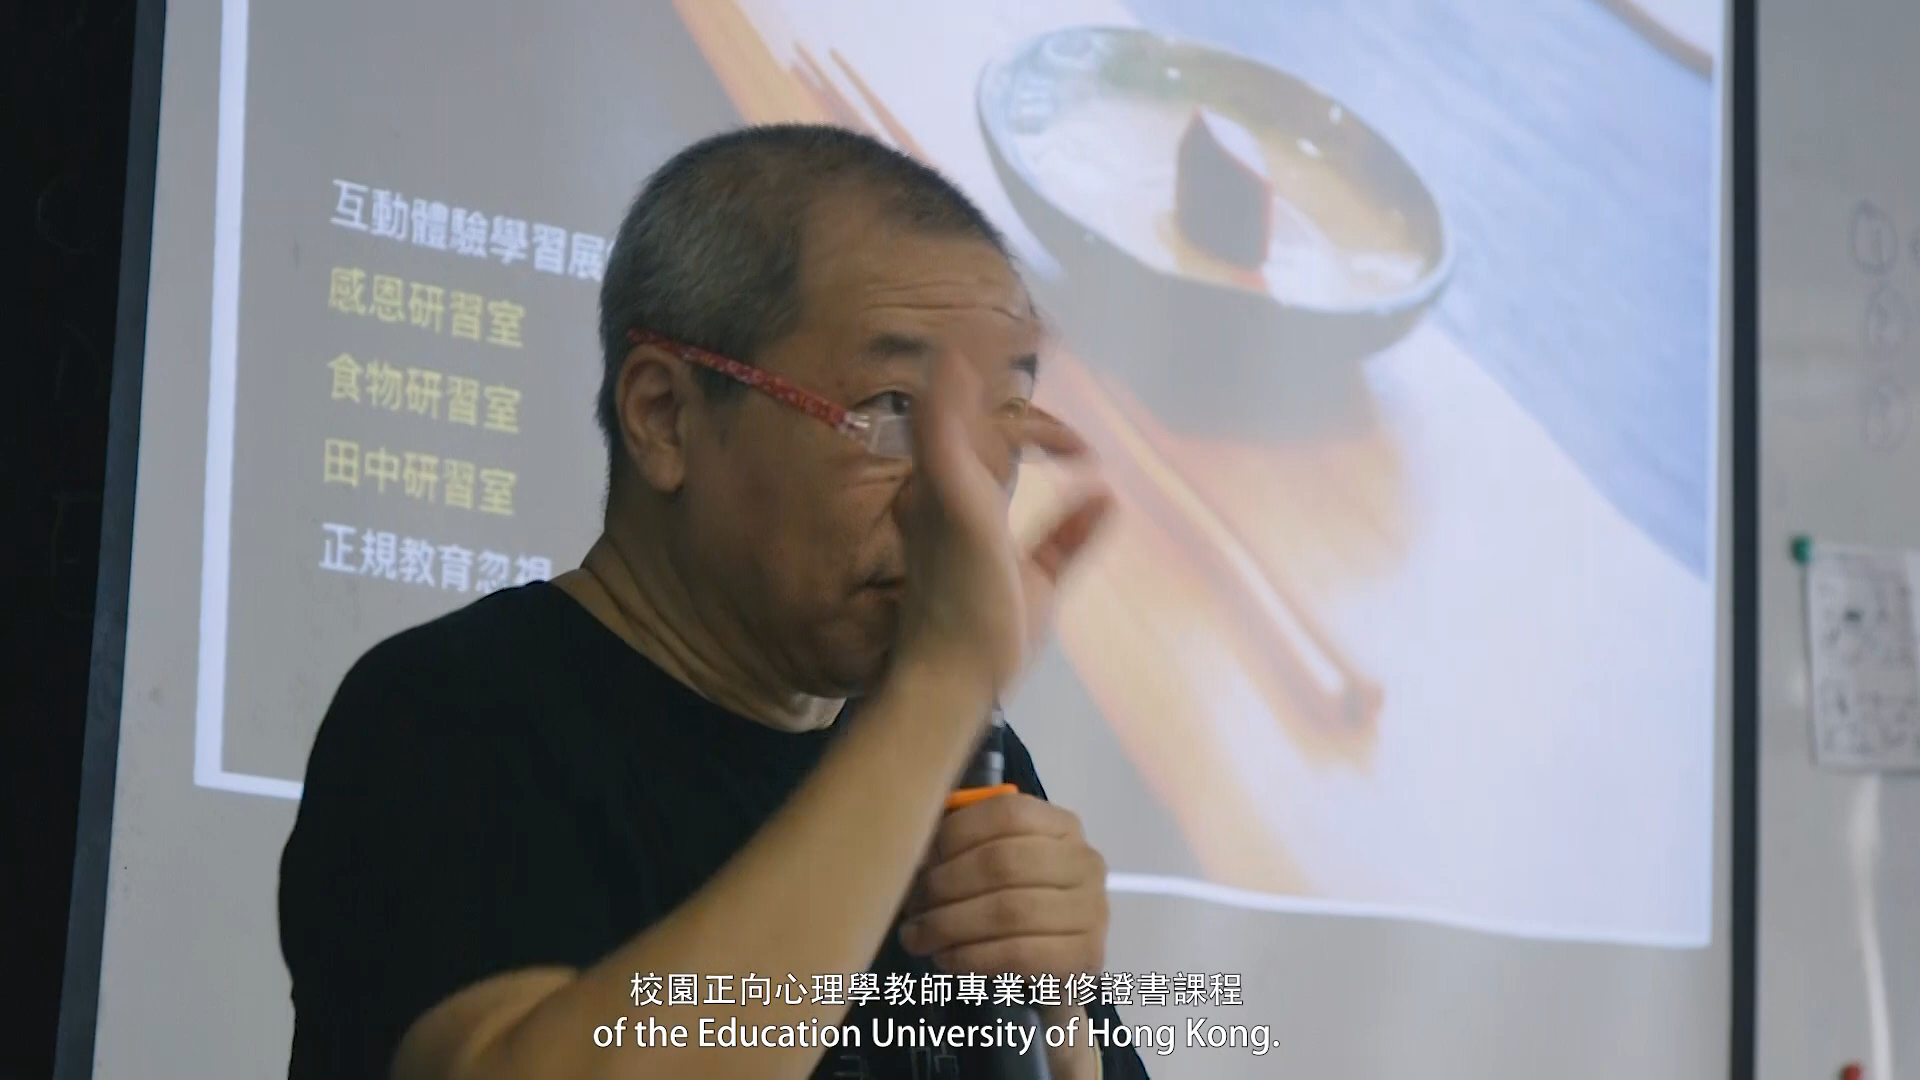 互動體驗學習展
感恩研習室
食物研習室
田中研習室
正規教育忽視
校園正向心理學教師專業進修證書課程
of the Education University of Hong Kong.